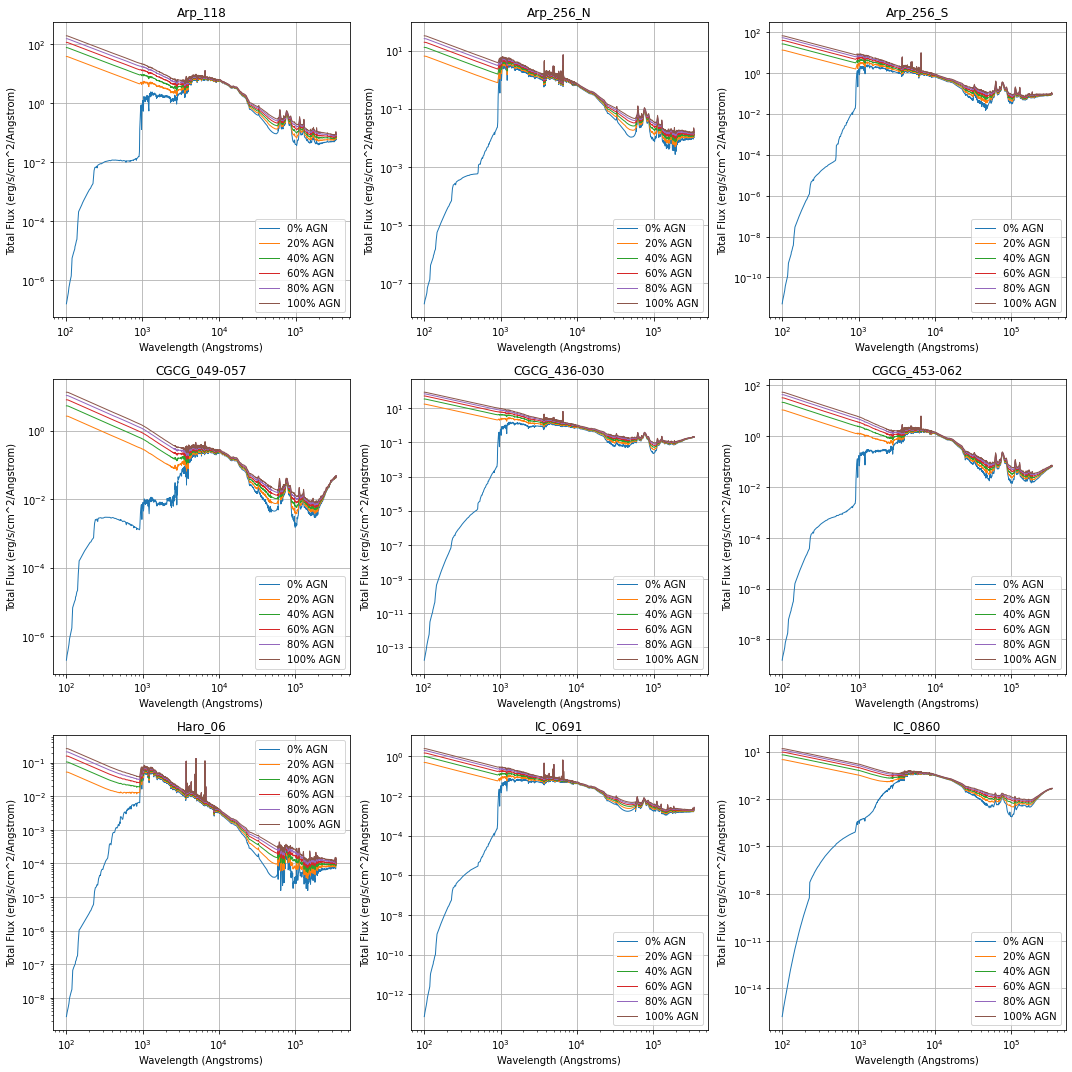 Arp_118
Total Flux (erg/s/cm^2/Angstrom)
10^2
10^0
10^-2
10^-4
10^-6
0% AGN
20% AGN
40% AGN
60% AGN
80% AGN
100% AGN
10^2 10^3 10^4 10^5
Wavelength (Angstroms)
Arp_256_N
Total Flux (erg/s/cm^2/Angstrom)
10^1
10^-1
10^-3
10^-5
10^-7
0% AGN
20% AGN
40% AGN
60% AGN
80% AGN
100% AGN
10^2 10^3 10^4 10^5
Wavelength (Angstroms)
Arp_256_S
Total Flux (erg/s/cm^2/Angstrom)
10^2
10^0
10^-2
10^-4
10^-6
10^-8
10^-10
0% AGN
20% AGN
40% AGN
60% AGN
80% AGN
100% AGN
10^2 10^3 10^4 10^5
Wavelength (Angstroms)
CGCG_049-057
Total Flux (erg/s/cm^2/Angstrom)
10^0
10^-2
10^-4
10^-6
0% AGN
20% AGN
40% AGN
60% AGN
80% AGN
100% AGN
10^2 10^3 10^4 10^5
Wavelength (Angstroms)
CGCG_436-030
Total Flux (erg/s/cm^2/Angstrom)
10^1
10^-1
10^-3
10^-5
10^-7
10^-9
10^-11
10^-13
0% AGN
20% AGN
40% AGN
60% AGN
80% AGN
100% AGN
10^2 10^3 10^4 10^5
Wavelength (Angstroms)
CGCG_453-062
Total Flux (erg/s/cm^2/Angstrom)
10^2
10^0
10^-2
10^-4
10^-6
10^-8
0% AGN
20% AGN
40% AGN
60% AGN
80% AGN
100% AGN
10^2 10^3 10^4 10^5
Wavelength (Angstroms)
Haro_06
Total Flux (erg/s/cm^2/Angstrom)
10^-1
10^-2
10^-3
10^-4
10^-5
10^-6
10^-7
10^-8
0% AGN
20% AGN
40% AGN
60% AGN
80% AGN
100% AGN
10^2 10^3 10^4 10^5
Wavelength (Angstroms)
IC_0691
Total Flux (erg/s/cm^2/Angstrom)
10^0
10^-2
10^-4
10^-6
10^-8
10^-10
10^-12
0% AGN
20% AGN
40% AGN
60% AGN
80% AGN
100% AGN
10^2 10^3 10^4 10^5
Wavelength (Angstroms)
IC_0860
Total Flux (erg/s/cm^2/Angstrom)
10^1
10^-2
10^-5
10^-8
10^-11
10^-14
0% AGN
20% AGN
40% AGN
60% AGN
80% AGN
100% AGN
10^2 10^3 10^4 10^5
Wavelength (Angstroms)